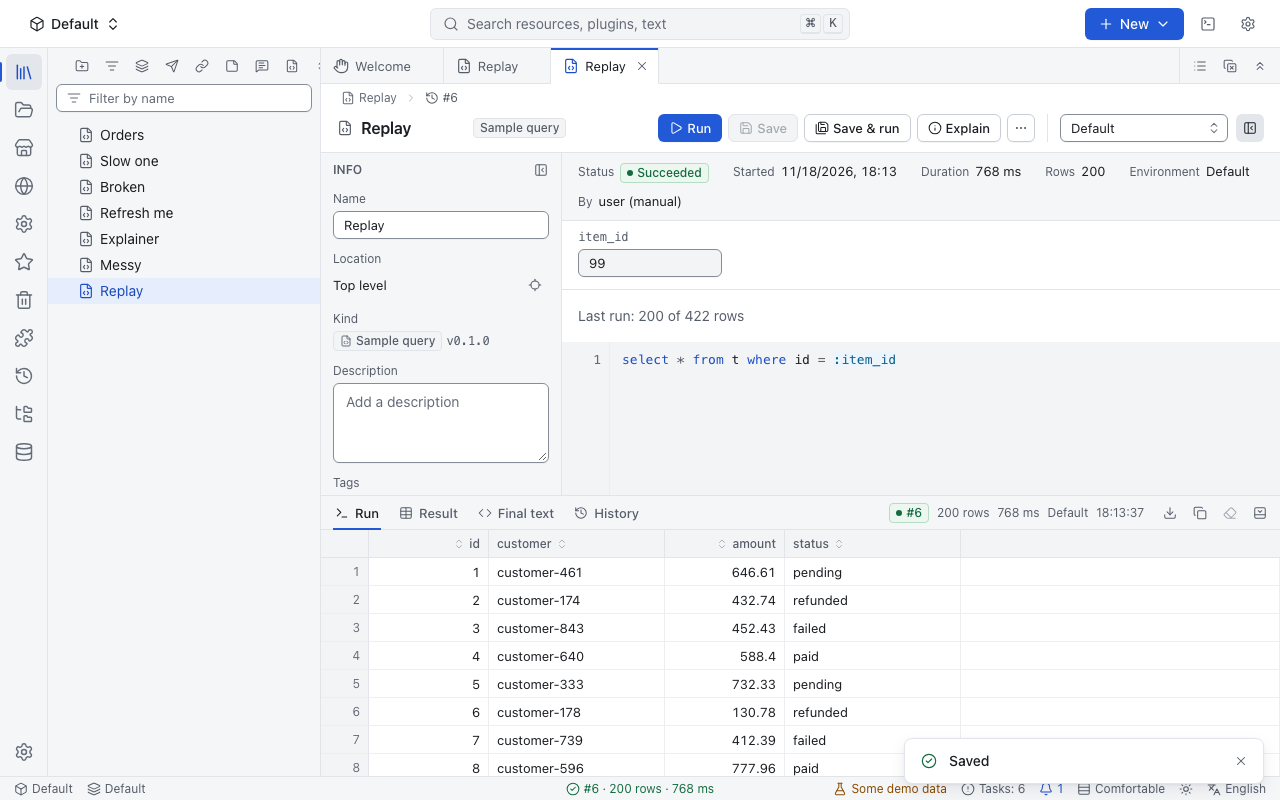 Default
Search resources, plugins, text
⌘ K
New
Filter by name
Orders
Slow one
Broken
Refresh me
Explainer
Messy
Replay
Welcome
Replay
Replay
Replay
#6
Replay
Sample query
Run
Save
Save & run
Explain
Default
INFO
Name
Replay
Location
Top level
Kind
Sample query
v0.1.0
Description
Add a description
Tags
Status Succeeded Started 11/18/2026, 18:13 Duration 768 ms Rows 200 Environment Default
By user (manual)
item_id
99
Last run: 200 of 422 rows
1 select * from t where id = :item_id
Run Result Final text History
#6 200 rows 768 ms Default 18:13:37
id customer amount status
1 1 customer-461 646.61 pending
2 2 customer-174 432.74 refunded
3 3 customer-843 452.43 failed
4 4 customer-640 588.4 paid
5 5 customer-333 732.33 pending
6 6 customer-178 130.78 refunded
7 7 customer-739 412.39 failed
8 8 customer-596 777.96 paid
Saved
Default Default
#6 · 200 rows · 768 ms
Some demo data
Tasks: 6
1
Comfortable
English